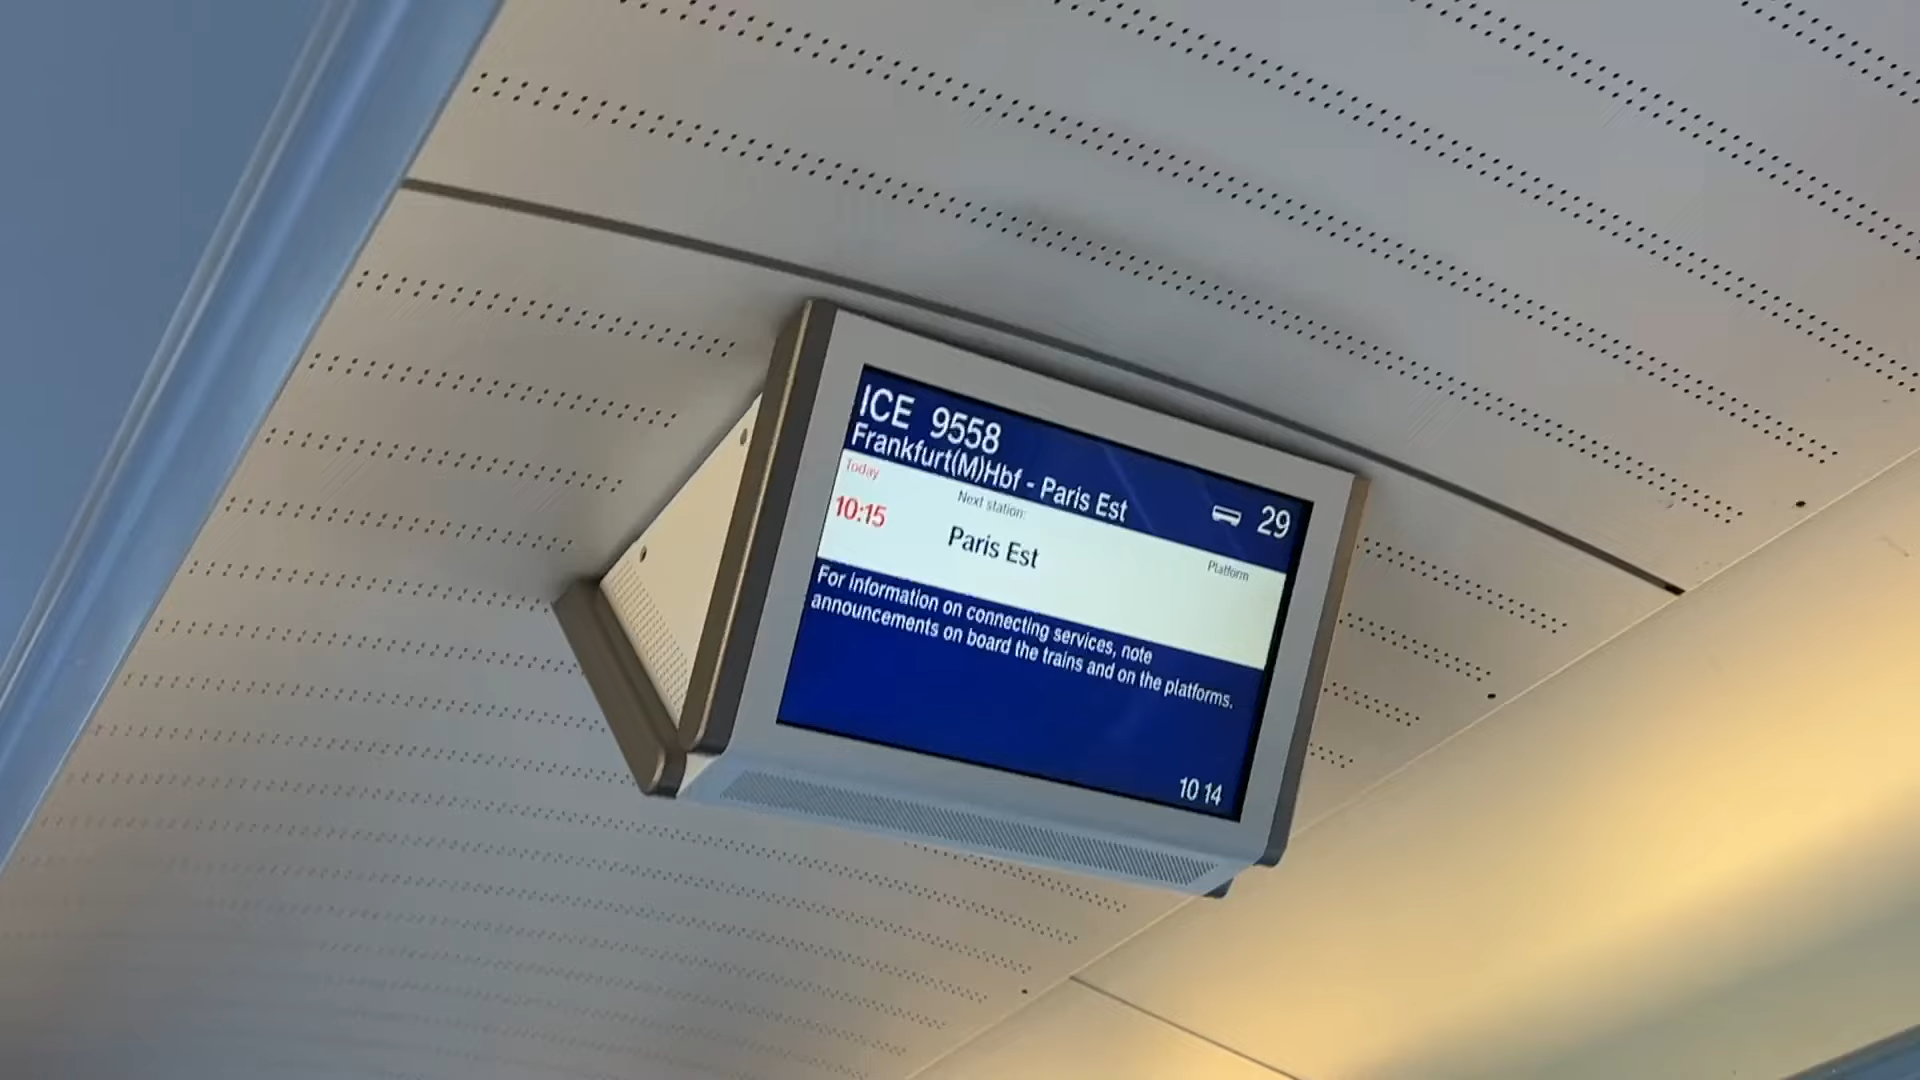 ICE 9558
Frankfurt(M)Hbf - Paris Est
29
Today
Next station:
Platform
10:15
Paris Est
For information on connecting services, note
announcements on board the trains and on the platforms.
10 14